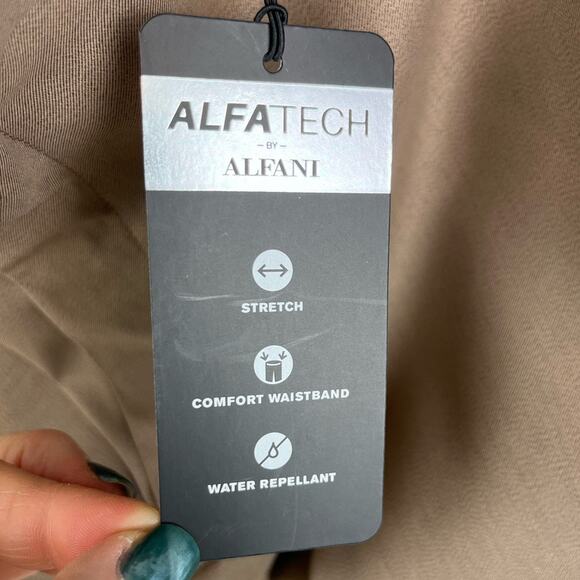 ALFATECH
– BY –
ALFANI
STRETCH
COMFORT WAISTBAND
WATER REPELLANT